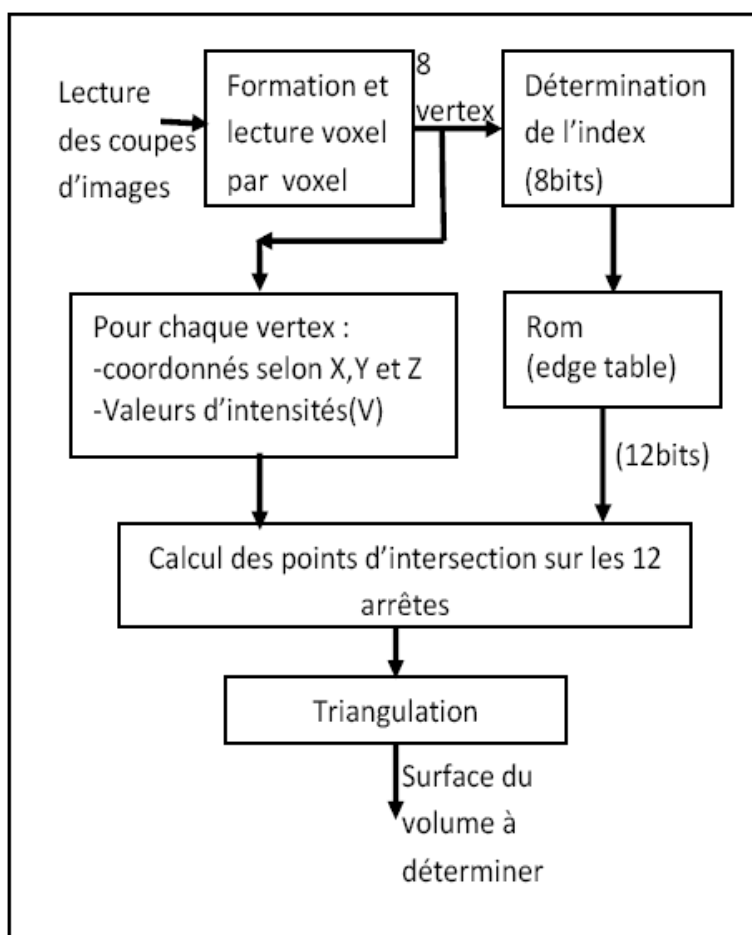 Lecture
des coupes
d'images
Formation et
lecture voxel
par voxel
8
vertex
Détermination
de l'index
(8bits)
Pour chaque vertex :
-coordonnés selon X,Y et Z
-Valeurs d'intensités(V)
Rom
(edge table)
(12bits)
Calcul des points d'intersection sur les 12
arrêtes
Triangulation
Surface du
volume à
déterminer